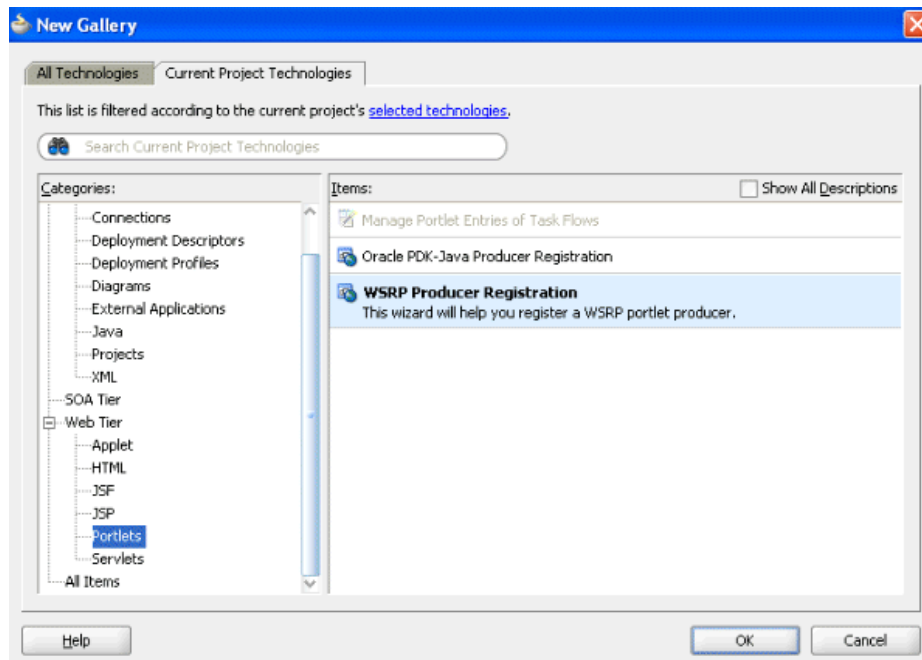 New Gallery
All Technologies
Current Project Technologies
This list is filtered according to the current project's selected technologies.
Search Current Project Technologies
Categories:
Connections
Deployment Descriptors
Deployment Profiles
Diagrams
External Applications
Java
Projects
XML
SOA Tier
Web Tier
Applet
HTML
JSF
JSP
Portlets
Servlets
All Items
Items:
Show All Descriptions
Manage Portlet Entries of Task Flows
Oracle PDK-Java Producer Registration
WSRP Producer Registration
This wizard will help you register a WSRP portlet producer.
Help
OK
Cancel